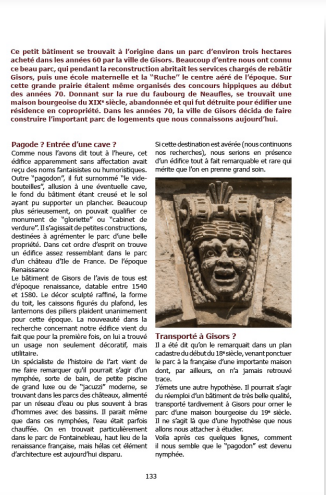 Ce petit bâtiment se trouvait à l'origine dans un parc d'environ trois hectares
acheté dans les années 60 par la ville de Gisors. Beaucoup d'entre nous ont connu
ce beau parc, qui pendant la reconstruction abritait les services chargés de rebâtir
Gisors, puis une école maternelle et la "Ruche" le centre aéré de l'époque. Sur
cette grande prairie étaient même organisés des concours hippiques au début
des années 70. Donnant sur la rue du faubourg de Neaufles, se trouvait une
maison bourgeoise du XIXᵉ siècle, abandonnée et qui fut détruite pour édifier une
résidence en copropriété. Dans les années 70, la ville de Gisors décida de faire
construire l'important parc de logements que nous connaissons aujourd'hui.
Pagode ? Entrée d'une cave ?
Comme nous l'avons dit tout à l'heure, cet
édifice apparemment sans affectation avait
reçu des noms fantaisistes ou humoristiques.
Outre "pagodon", il fut surnommé "le vide-
bouteilles", allusion à une éventuelle cave,
le fond du bâtiment étant creusé et le sol
ayant pu supporter un plancher. Beaucoup
plus sérieusement, on pouvait qualifier ce
monument de "gloriette" ou "cabinet de
verdure". Il s'agissait de petites constructions,
destinées à agrémenter le parc d'une belle
propriété. Dans cet ordre d'esprit on trouve
un édifice assez ressemblant dans le parc
d'un château d'Ile de France. De l'époque
Renaissance
Le bâtiment de Gisors de l'avis de tous est
d'époque renaissance, datable entre 1540
et 1580. Le décor sculpté raffiné, la forme
du toit, les caissons figurés du plafond, les
lanternons des piliers plaident unanimement
pour cette époque. La nouveauté dans la
recherche concernant notre édifice vient du
fait que pour la première fois, on lui a trouvé
un usage non seulement décoratif, mais
utilitaire.
Un spécialiste de l'histoire de l'art vient de
me faire remarquer qu'il pourrait s'agir d'un
nymphée, sorte de bain, de petite piscine
de grand luxe ou de "jacuzzi" moderne, se
trouvant dans les parcs des châteaux, alimenté
par un réseau d'eau ou plus souvent à bras
d'hommes avec des bassins. Il parait même
que dans ces nymphées, l'eau était parfois
chauffée. On en trouvait particulièrement
dans le parc de Fontainebleau, haut lieu de la
renaissance française, mais hélas cet élément
d'architecture est aujourd'hui disparu.
Si cette destination est avérée (nous continuons
nos recherches), nous serions en présence
d'un édifice tout à fait remarquable et rare qui
mérite que l'on en prenne grand soin.
Transporté à Gisors ?
Il a été dit qu'on le remarquait dans un plan
cadastre du début du 18ᵉ siècle, venant ponctuer
le parc à la française d'une importante maison
dont, par ailleurs, on n'a jamais retrouvé
trace.
J'émets une autre hypothèse. Il pourrait s'agir
du réemploi d'un bâtiment de très belle qualité,
transporté tardivement à Gisors pour orner le
parc d'une maison bourgeoise du 19ᵉ siècle.
Il ne s'agit là que d'une hypothèse que nous
allons nous attacher à étudier.
Voila après ces quelques lignes, comment
il nous semble que le "pagodon" est devenu
nymphée.
133